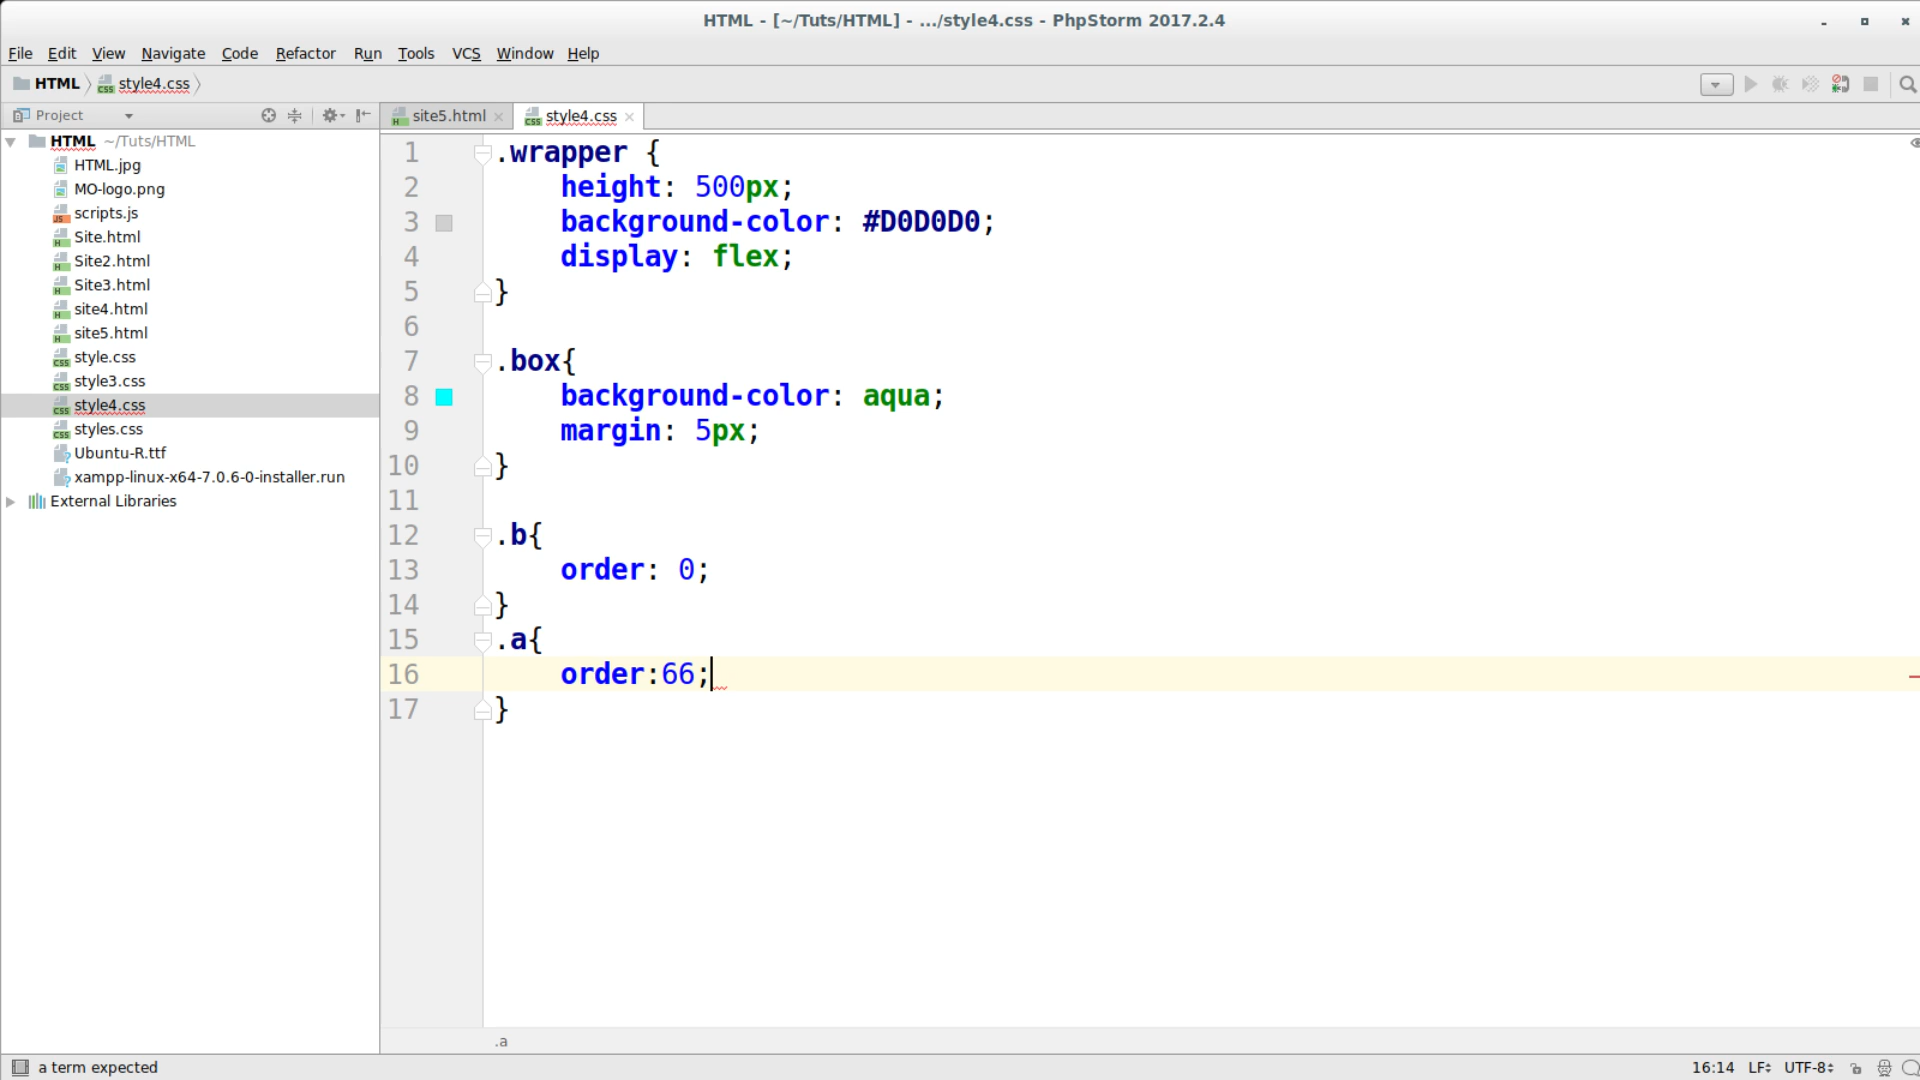 HTML - [~/Tuts/HTML] - .../style4.css - PhpStorm 2017.2.4
File Edit View Navigate Code Refactor Run Tools VCS Window Help
HTML style4.css
Project
site5.html style4.css
HTML ~/Tuts/HTML
HTML.jpg
MO-logo.png
scripts.js
Site.html
Site2.html
Site3.html
site4.html
site5.html
style.css
style3.css
style4.css
styles.css
Ubuntu-R.ttf
xampp-linux-x64-7.0.6-0-installer.run
External Libraries
1 .wrapper {
2 height: 500px;
3 background-color: #D0D0D0;
4 display: flex;
5 }
6
7 .box{
8 background-color: aqua;
9 margin: 5px;
10 }
11
12 .b{
13 order: 0;
14 }
15 .a{
16 order:66;
17 }
.a
a term expected
16:14 LF UTF-8